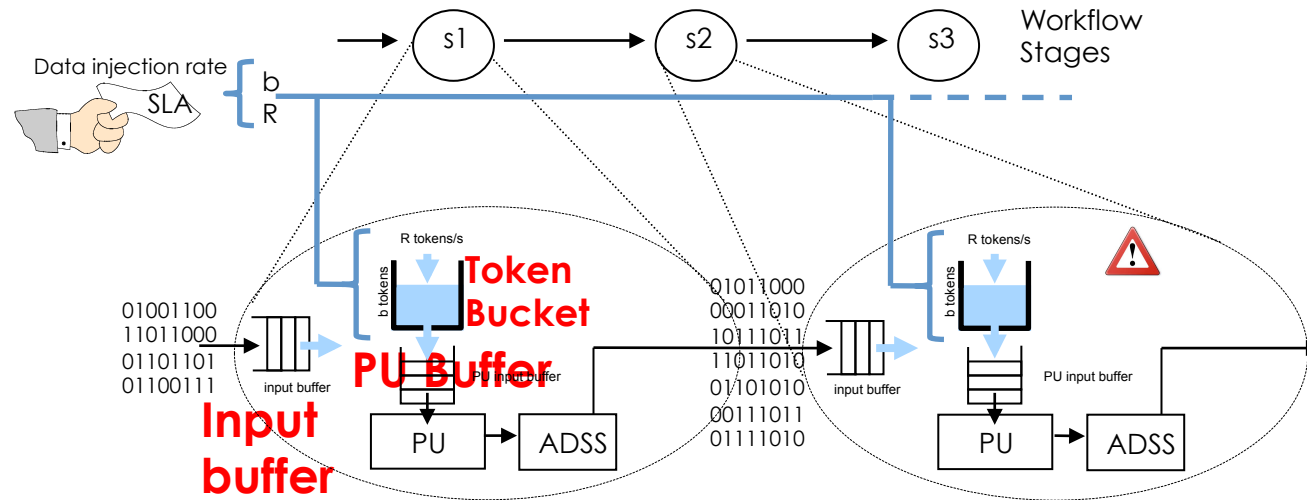 s1
s2
s3
Workflow
Stages
Data injection rate
SLA
b
R
R tokens/s
b tokens
Token
Bucket
01001100
11011000
01101101
01100111
input buffer
PU Buffer
PU input buffer
Input
buffer
PU
ADSS
01011000
00011010
10111011
11011010
01101010
00111011
01111010
R tokens/s
b tokens
input buffer
PU input buffer
PU
ADSS